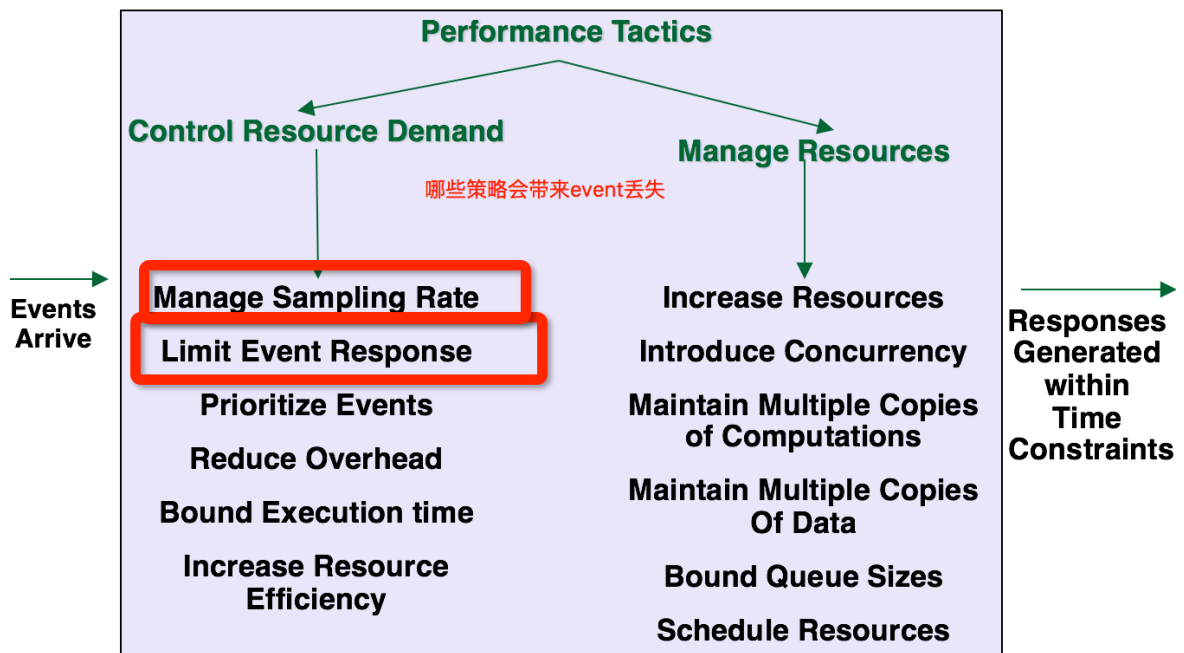 Performance Tactics
Control Resource Demand
Manage Resources
哪些策略会带来event丢失
Events
Arrive
Manage Sampling Rate
Limit Event Response
Prioritize Events
Reduce Overhead
Bound Execution time
Increase Resource
Efficiency
Increase Resources
Introduce Concurrency
Maintain Multiple Copies
of Computations
Maintain Multiple Copies
Of Data
Bound Queue Sizes
Schedule Resources
Responses
Generated
within
Time
Constraints